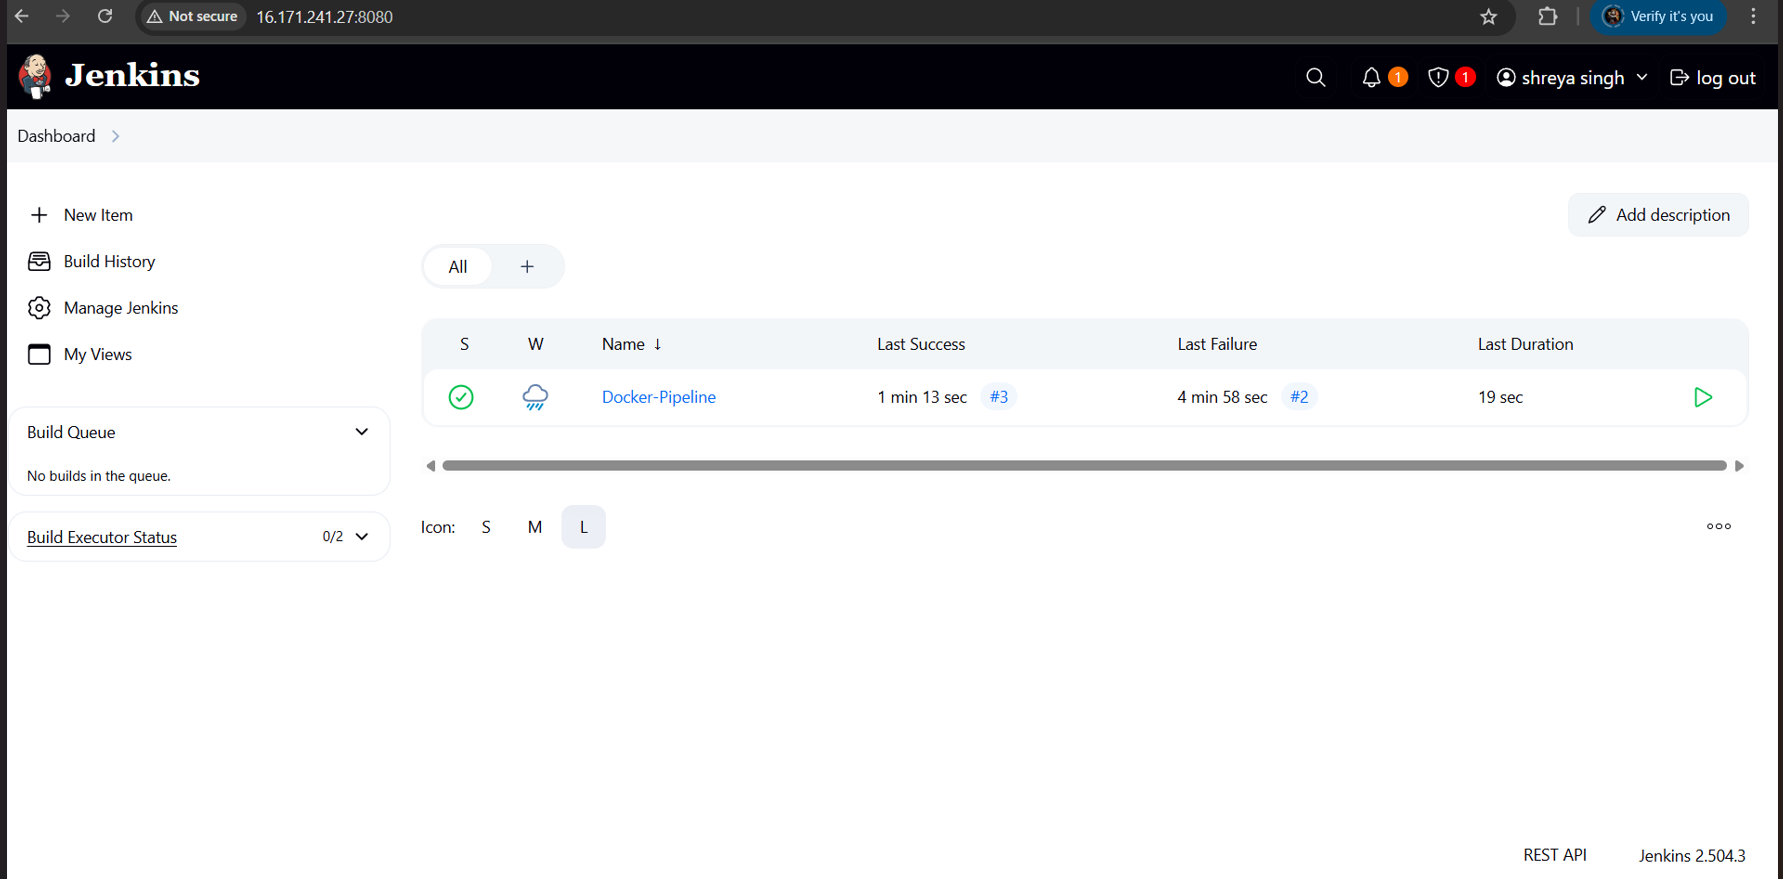 Not secure 16.171.241.27:8080 Verify it's you
Jenkins 1 1 shreya singh log out
Dashboard
New Item
Add description
Build History
All +
Manage Jenkins
My Views
S W Name ↓ Last Success Last Failure Last Duration
Docker-Pipeline 1 min 13 sec #3 4 min 58 sec #2 19 sec
Build Queue
No builds in the queue.
Build Executor Status 0/2
Icon: S M L
REST API Jenkins 2.504.3